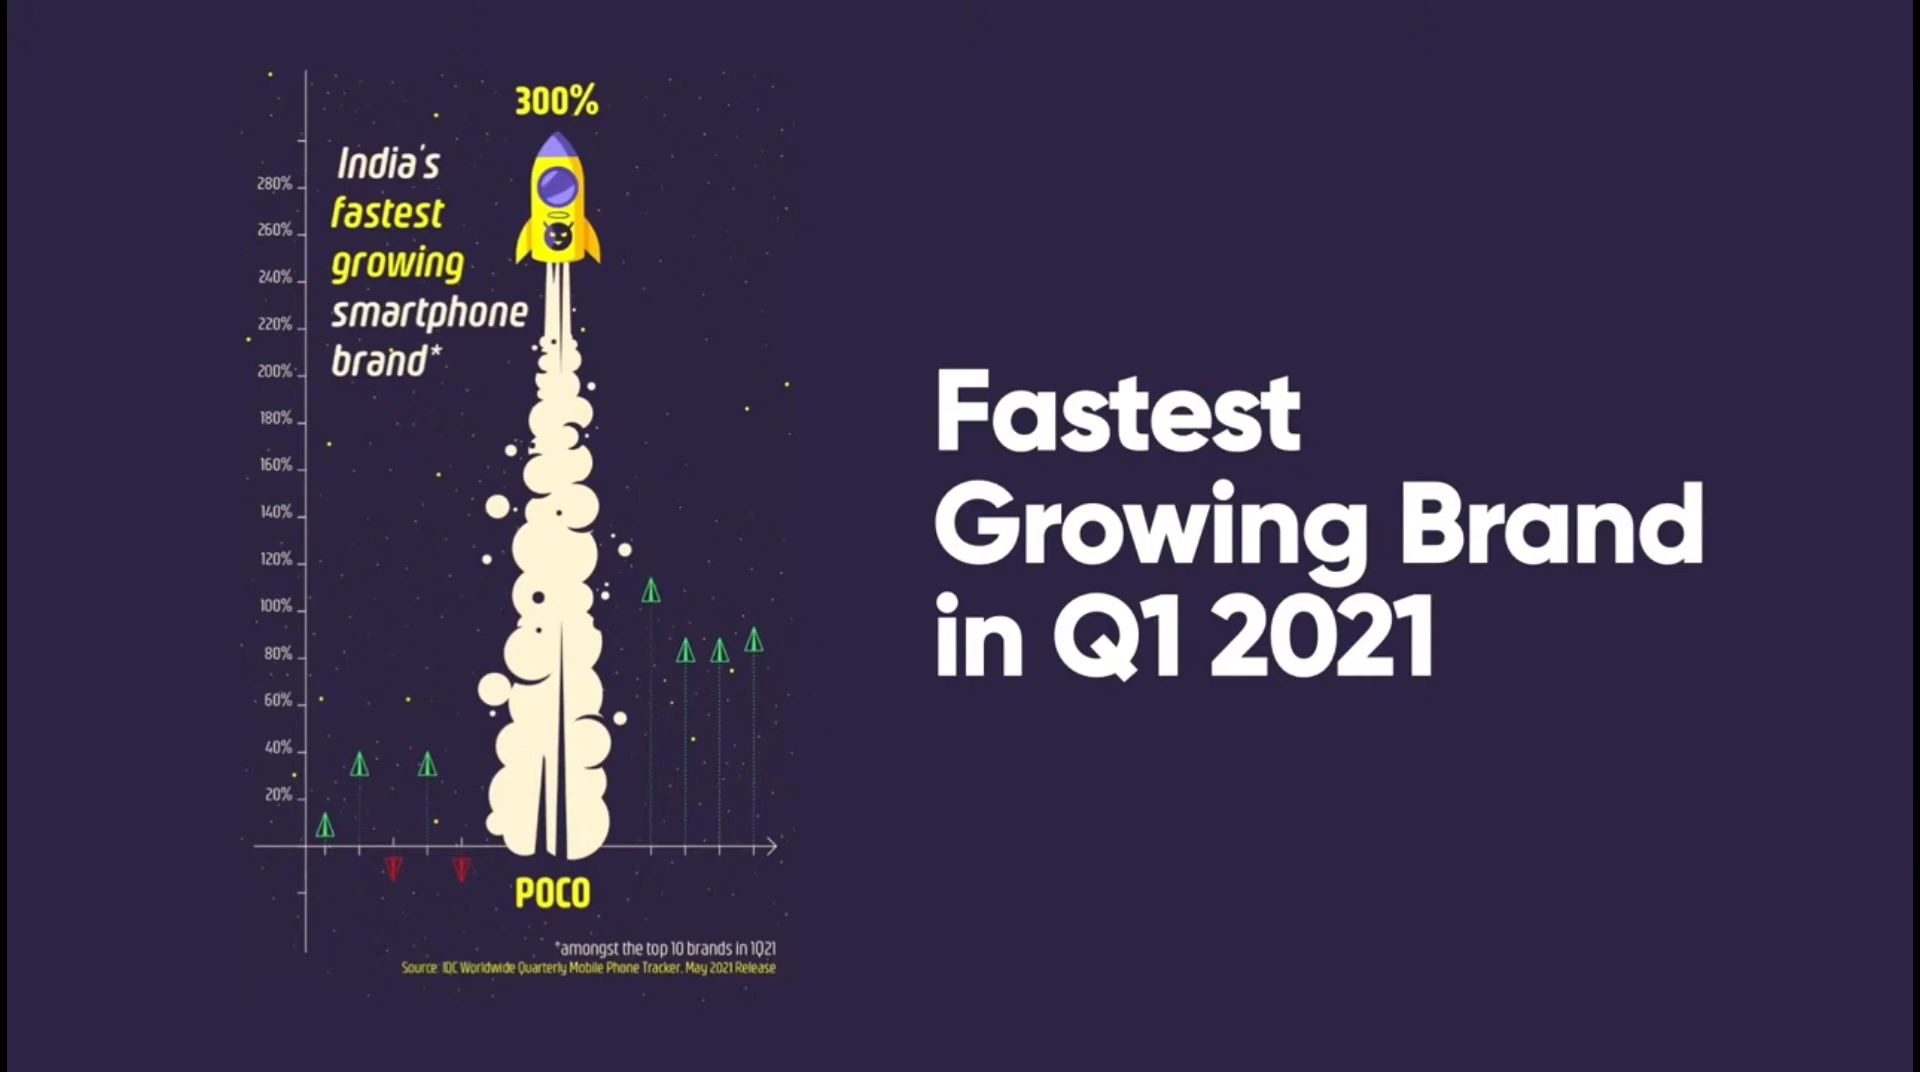 300%
India's
fastest
growing
smartphone
brand*
280%
260%
240%
220%
200%
180%
160%
140%
120%
100%
80%
60%
40%
20%
POCO
*amongst the top 10 brands in 1Q21
Source: IQC Worldwide Quarterly Mobile Phone Tracker. May 2021 Release
Fastest
Growing Brand
in Q1 2021